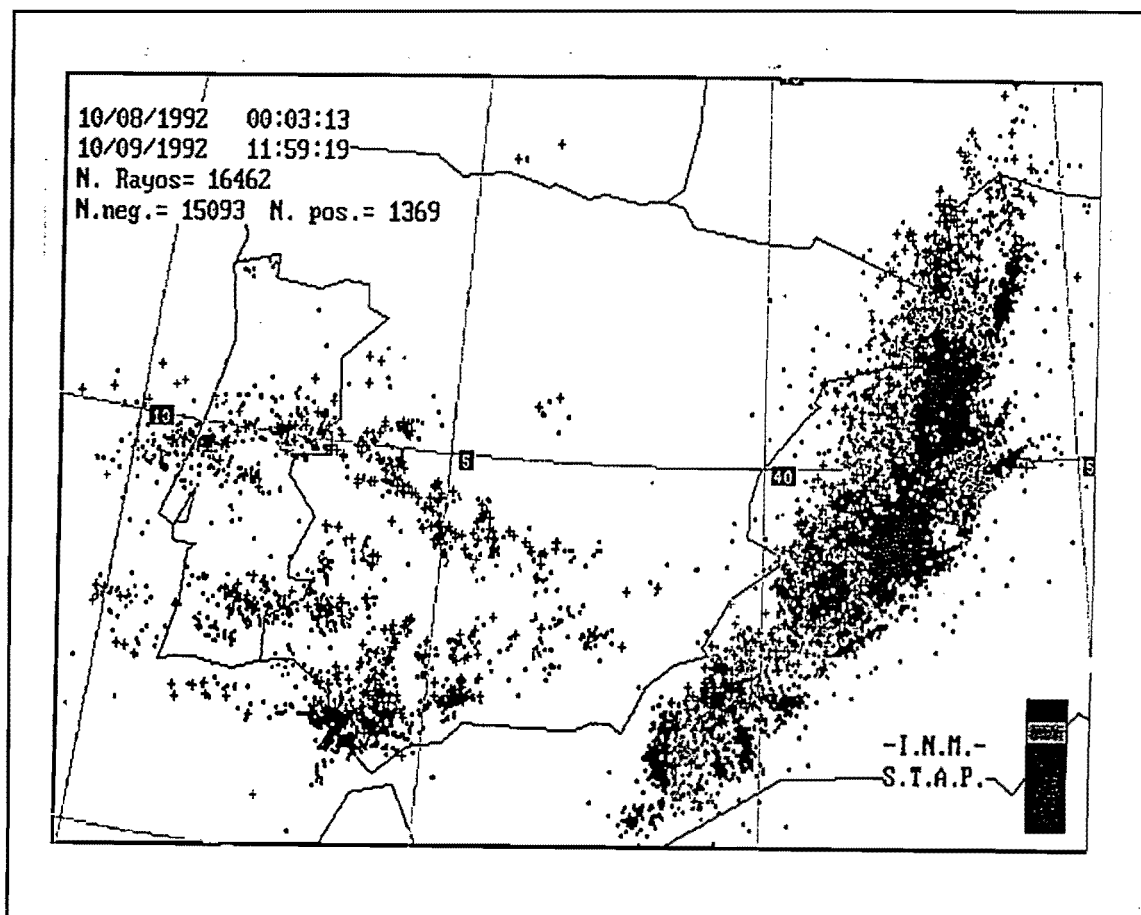 10/08/1992 00:03:13
10/09/1992 11:59:19
N. Rayos= 16462
N.neg.= 15093 N. pos.= 1369
10
5
40
5
-I.N.M.-
S.T.A.P.-